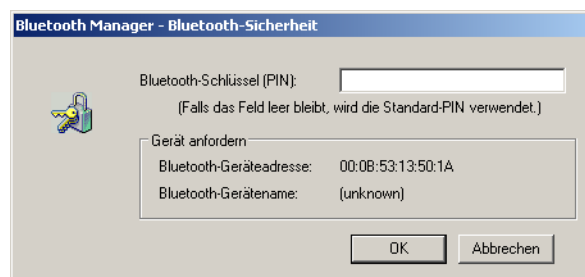 Bluetooth Manager - Bluetooth-Sicherheit
Bluetooth-Schlüssel (PIN):
(Falls das Feld leer bleibt, wird die Standard-PIN verwendet.)
Gerät anfordern
Bluetooth-Geräteadresse: 00:0B:53:13:50:1A
Bluetooth-Gerätename: (unknown)
OK Abbrechen